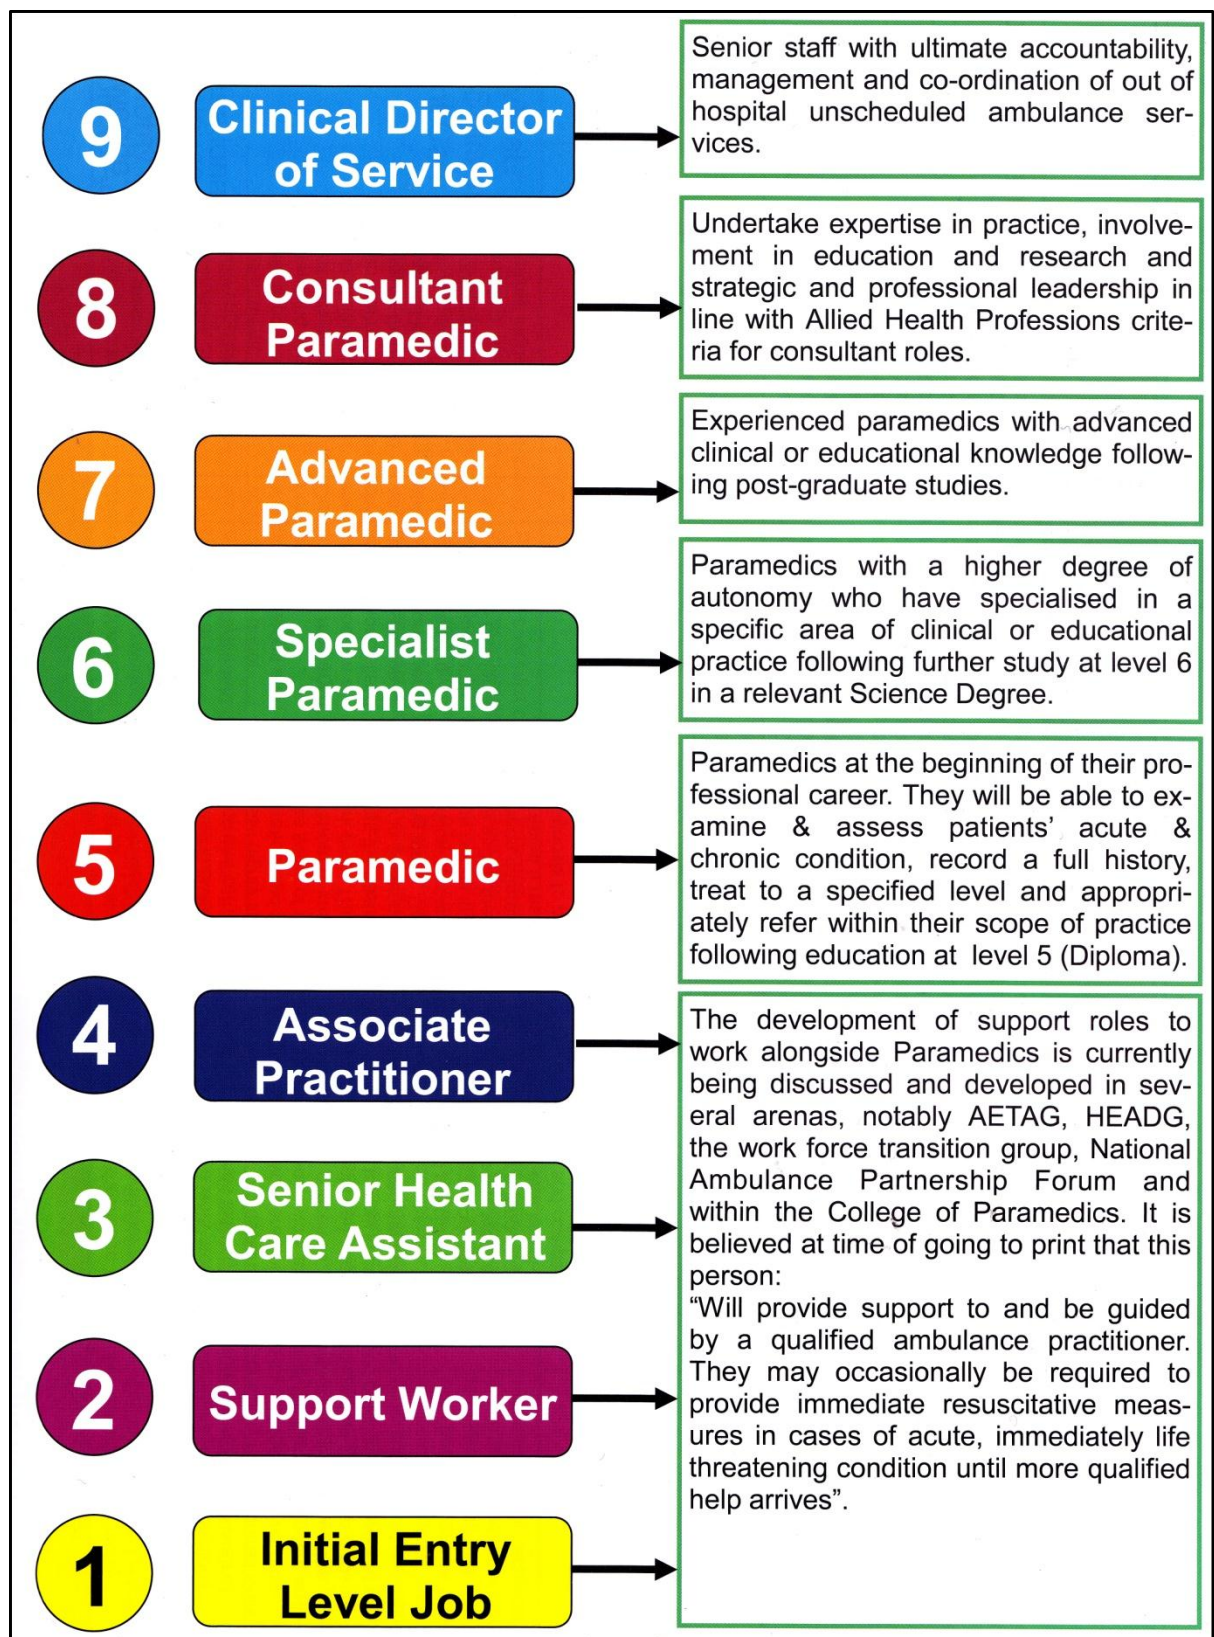 9
Clinical Director
of Service
Senior staff with ultimate accountability,
management and co-ordination of out of
hospital unscheduled ambulance ser-
vices.
8
Consultant
Paramedic
Undertake expertise in practice, involve-
ment in education and research and
strategic and professional leadership in
line with Allied Health Professions crite-
ria for consultant roles.
7
Advanced
Paramedic
Experienced paramedics with advanced
clinical or educational knowledge follow-
ing post-graduate studies.
6
Specialist
Paramedic
Paramedics with a higher degree of
autonomy who have specialised in a
specific area of clinical or educational
practice following further study at level 6
in a relevant Science Degree.
5
Paramedic
Paramedics at the beginning of their pro-
fessional career. They will be able to ex-
amine & assess patients’ acute &
chronic condition, record a full history,
treat to a specified level and appropri-
ately refer within their scope of practice
following education at level 5 (Diploma).
4
Associate
Practitioner
3
Senior Health
Care Assistant
2
Support Worker
1
Initial Entry
Level Job
The development of support roles to
work alongside Paramedics is currently
being discussed and developed in sev-
eral arenas, notably AETAG, HEADG,
the work force transition group, National
Ambulance Partnership Forum and
within the College of Paramedics. It is
believed at time of going to print that this
person:
“Will provide support to and be guided
by a qualified ambulance practitioner.
They may occasionally be required to
provide immediate resuscitative meas-
ures in cases of acute, immediately life
threatening condition until more qualified
help arrives”.